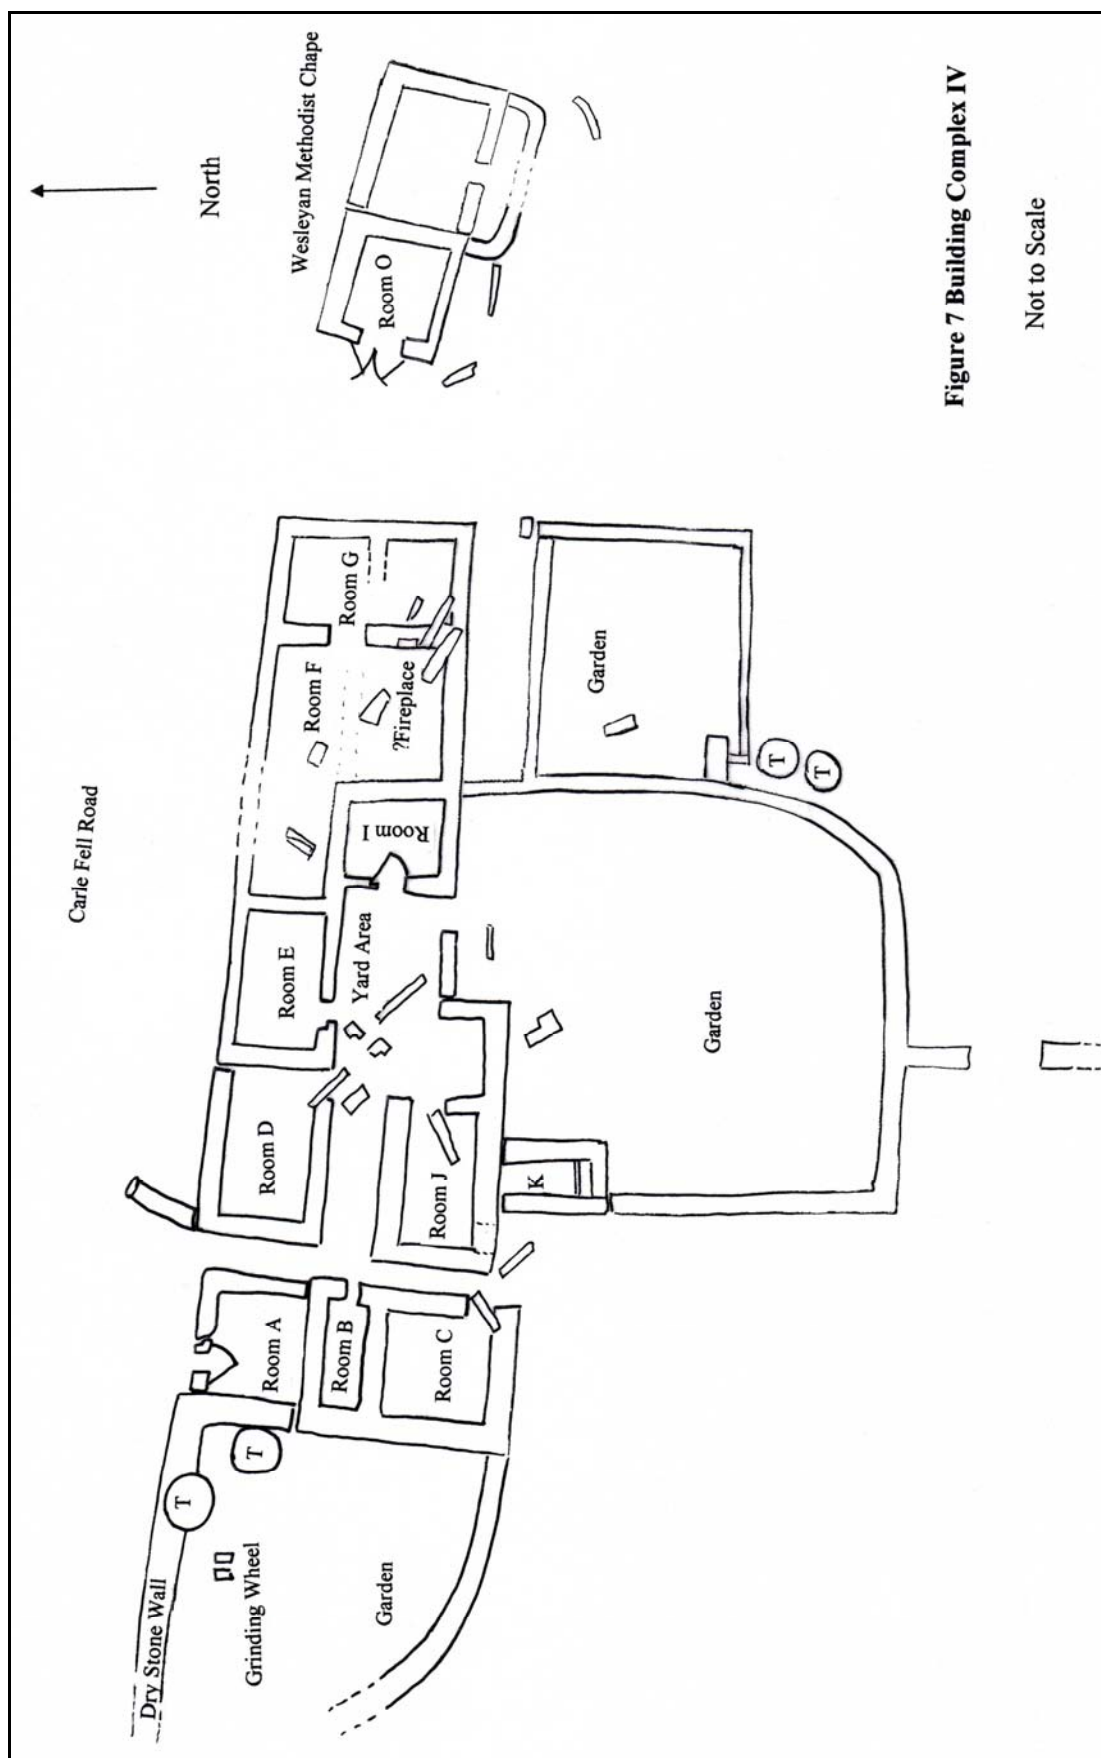 North
Wesleyan Methodist Chape
Room O
Carle Fell Road
Room G
Room F
?Fireplace
Room I
Room E
Yard Area
Room D
Room J
K
Room A
Room B
Room C
Garden
Garden
T
T
T
T
Dry Stone Wall
Grinding Wheel
Garden
Figure 7 Building Complex IV
Not to Scale